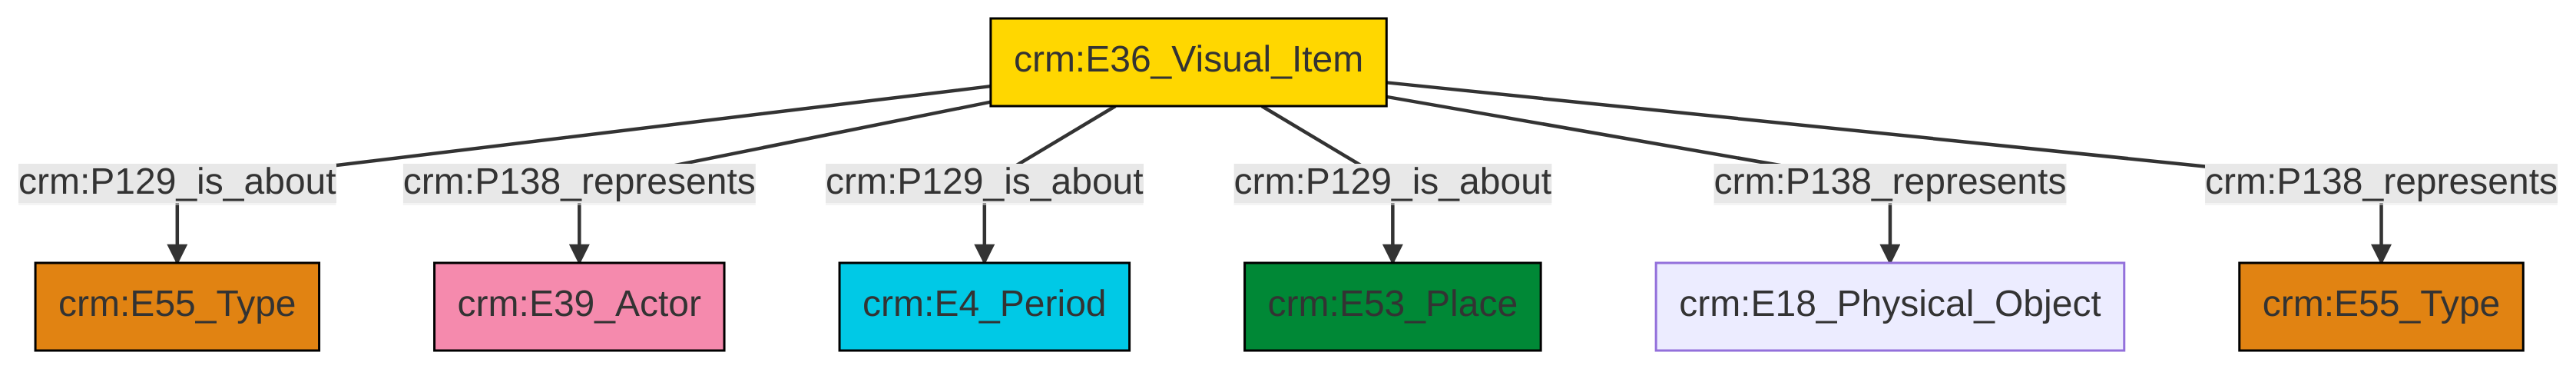 crm:E36_Visual_Item
crm:P129_is_about
crm:P138_represents
crm:P129_is_about
crm:P129_is_about
crm:P138_represents
crm:P138_represents
crm:E55_Type
crm:E39_Actor
crm:E4_Period
crm:E53_Place
crm:E18_Physical_Object
crm:E55_Type